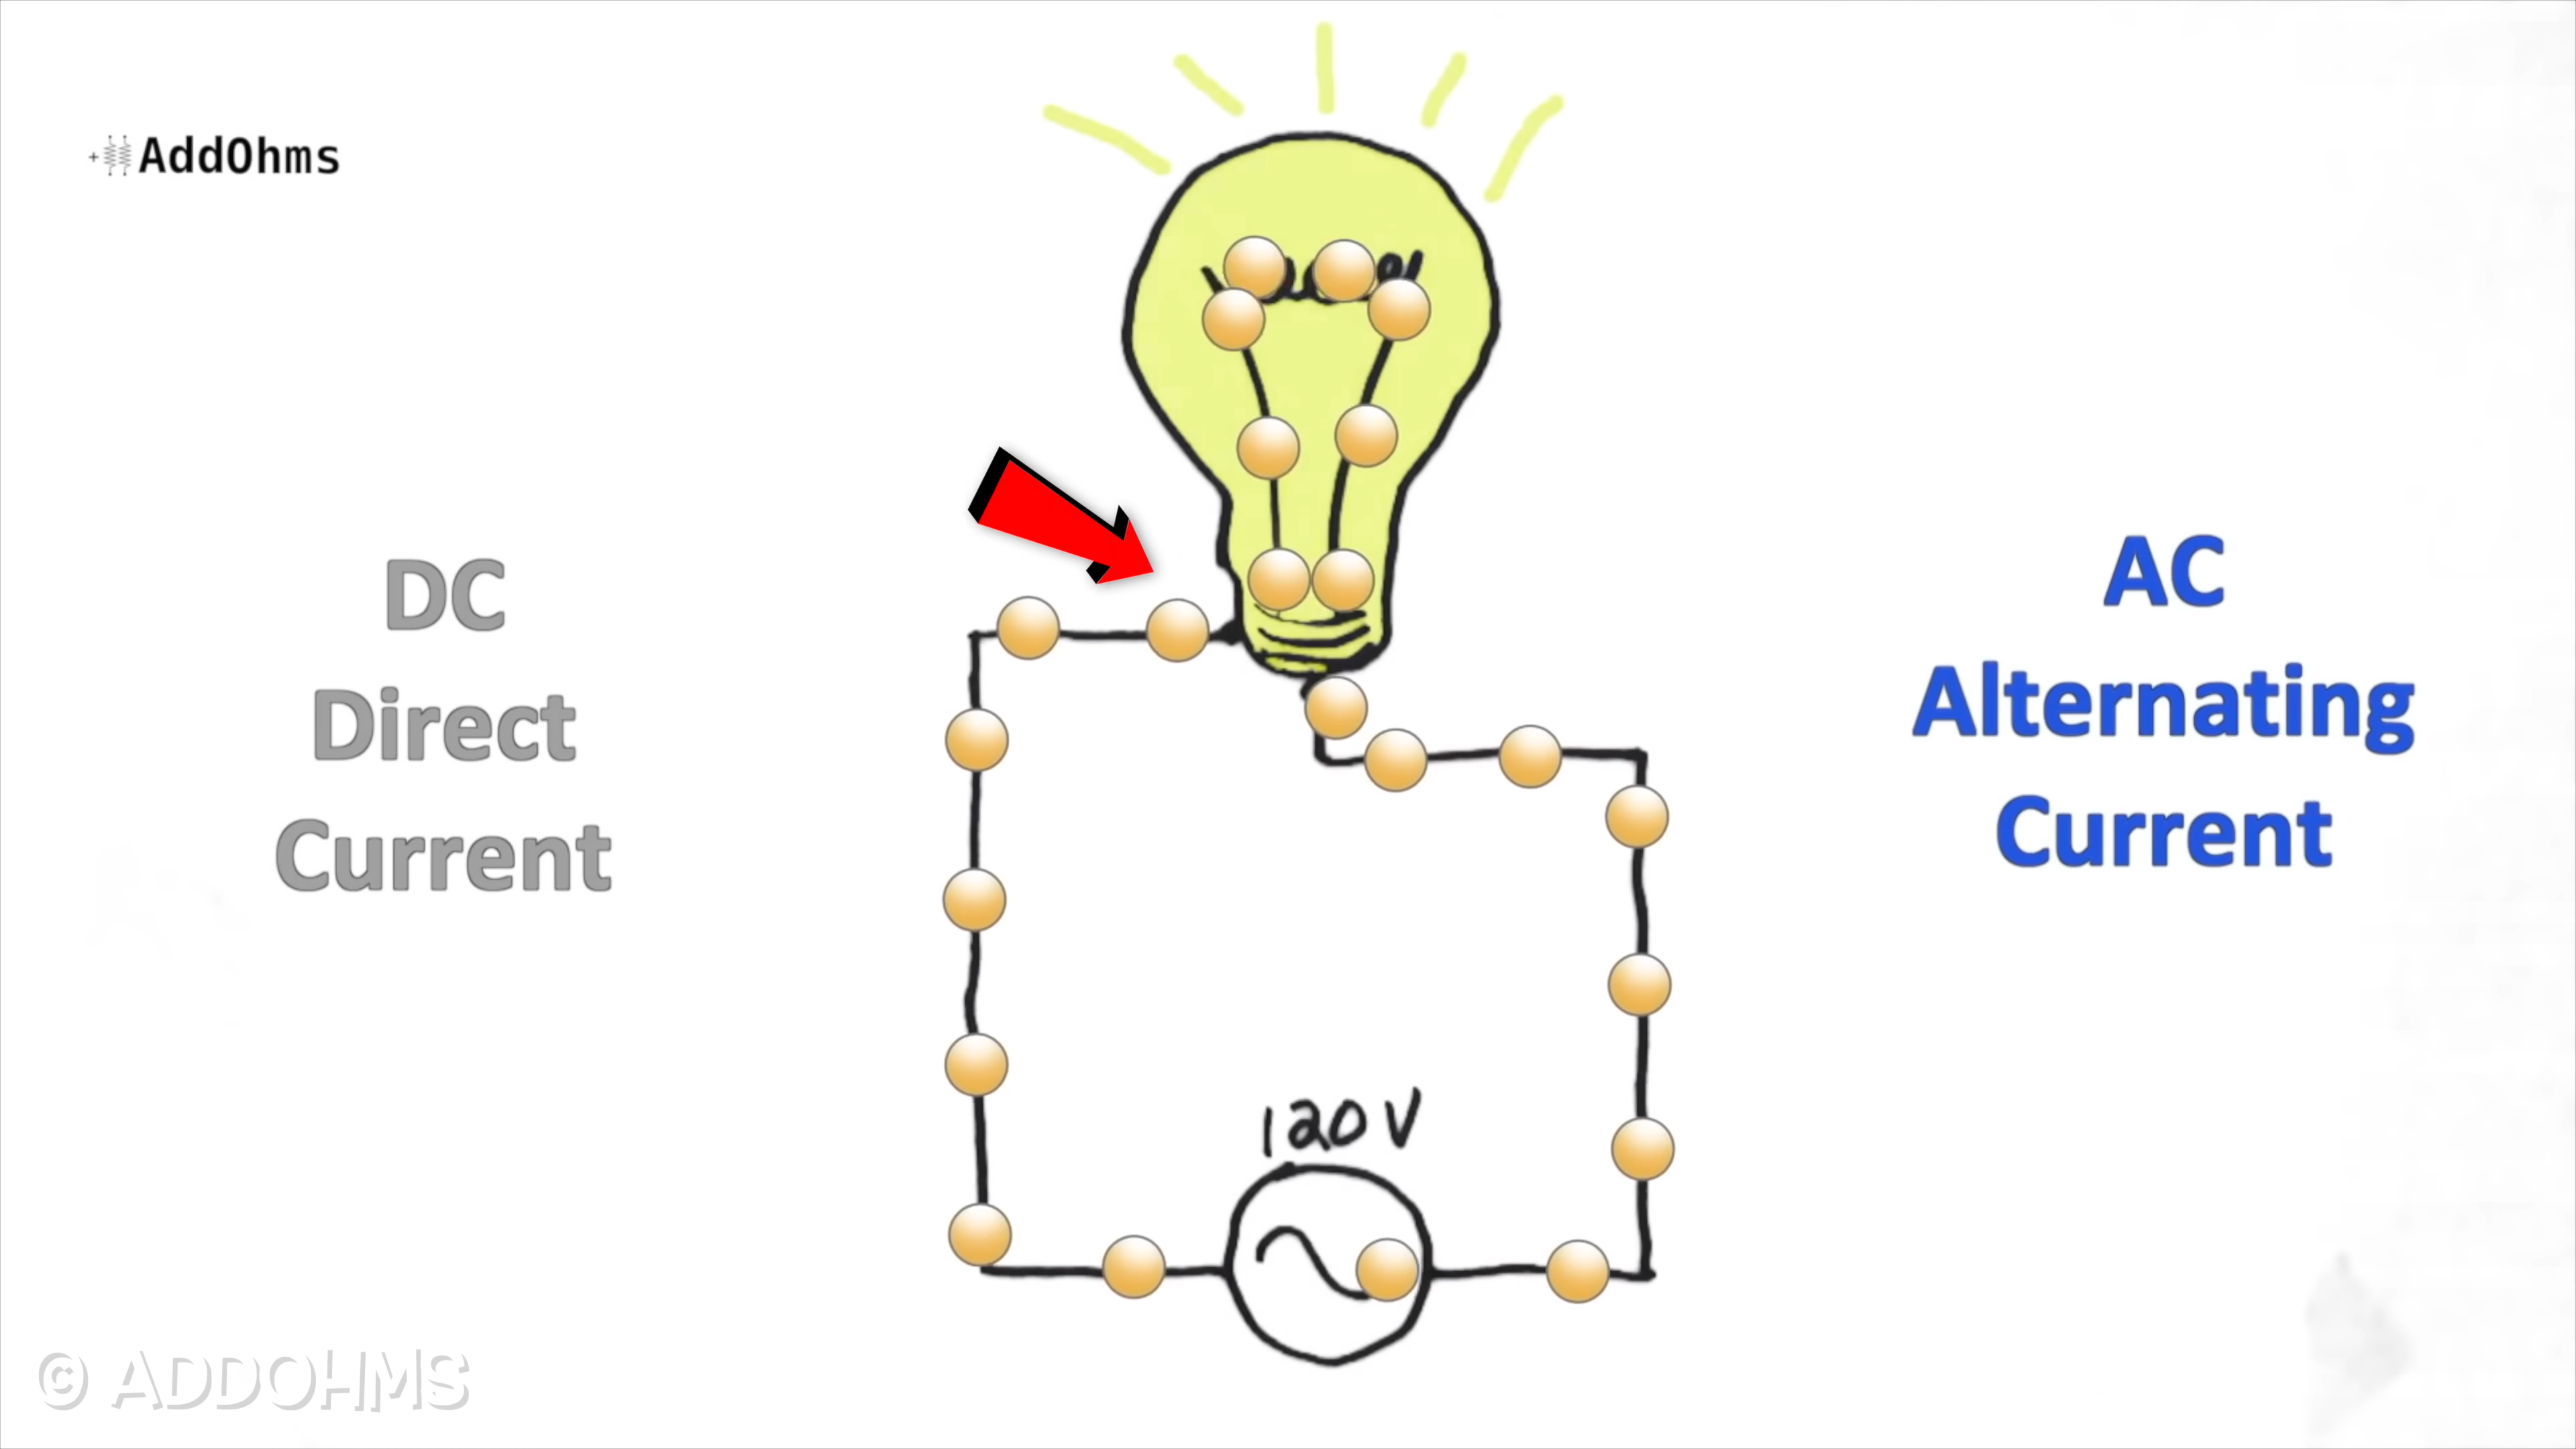 AddOhms
DC
Direct
Current
AC
Alternating
Current
120V
© ADDOHMS